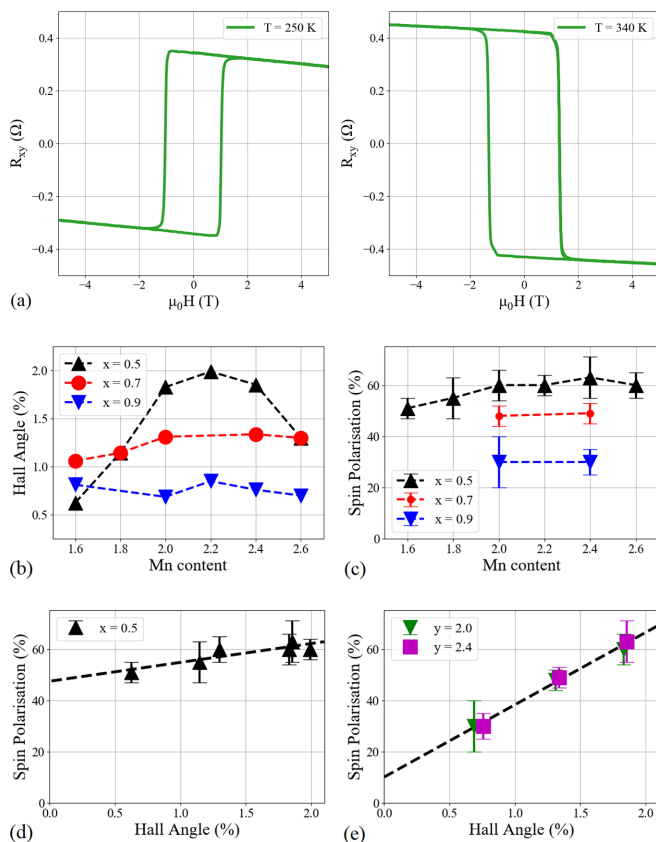 T = 250 K
0.4
0.2
0.0
−0.2
−0.4
Rxy (Ω)
−4 −2 0 2 4
μ0H (T)
(a)
T = 340 K
0.4
0.2
0.0
−0.2
−0.4
Rxy (Ω)
−4 −2 0 2 4
μ0H (T)
x = 0.5
x = 0.7
x = 0.9
2.0
1.5
1.0
0.5
Hall Angle (%)
1.6 1.8 2.0 2.2 2.4 2.6
Mn content
(b)
60
40
20
0
Spin Polarisation (%)
x = 0.5
x = 0.7
x = 0.9
1.6 1.8 2.0 2.2 2.4 2.6
Mn content
(c)
x = 0.5
60
40
20
0
Spin Polarisation (%)
0.0 0.5 1.0 1.5 2.0
Hall Angle (%)
(d)
y = 2.0
y = 2.4
60
40
20
0
Spin Polarisation (%)
0.0 0.5 1.0 1.5 2.0
Hall Angle (%)
(e)